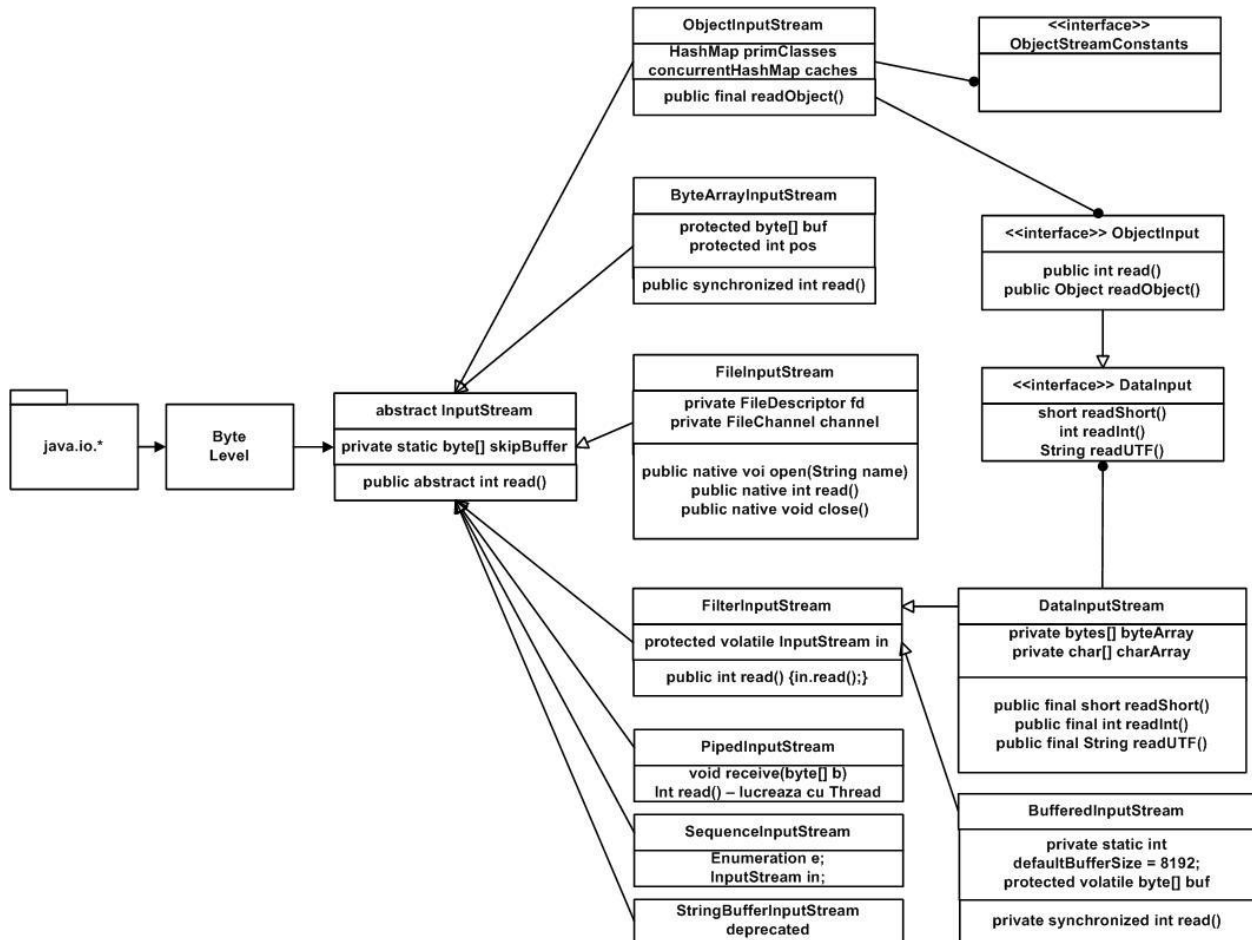 ObjectInputStream
HashMap primClasses
concurrentHashMap caches
public final readObject()
<<interface>>
ObjectStreamConstants
ByteArrayInputStream
protected byte[] buf
protected int pos
public synchronized int read()
<<interface>> ObjectInput
public int read()
public Object readObject()
FileInputStream
private FileDescriptor fd
private FileChannel channel
public native voi open(String name)
public native int read()
public native void close()
<<interface>> DataInput
short readShort()
int readInt()
String readUTF()
java.io.*
Byte
Level
abstract InputStream
private static byte[] skipBuffer
public abstract int read()
FilterInputStream
protected volatile InputStream in
public int read() {in.read();}
DataInputStream
private bytes[] byteArray
private char[] charArray
public final short readShort()
public final int readInt()
public final String readUTF()
PipedInputStream
void receive(byte[] b)
Int read() – lucreaza cu Thread
SequenceInputStream
Enumeration e;
InputStream in;
StringBufferInputStream
deprecated
BufferedInputStream
private static int
defaultBufferSize = 8192;
protected volatile byte[] buf
private synchronized int read()